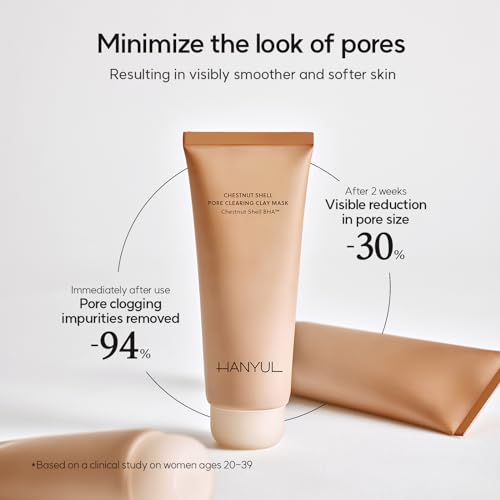 Minimize the look of pores
Resulting in visibly smoother and softer skin
CHESTNUT SHELL
PORE CLEARING CLAY MASK
Chestnut Shell BHA™
After 2 weeks
Visible reduction
in pore size
-30%
Immediately after use
Pore clogging
impurities removed
-94%
HANYUL
*Based on a clinical study on women ages 20-39